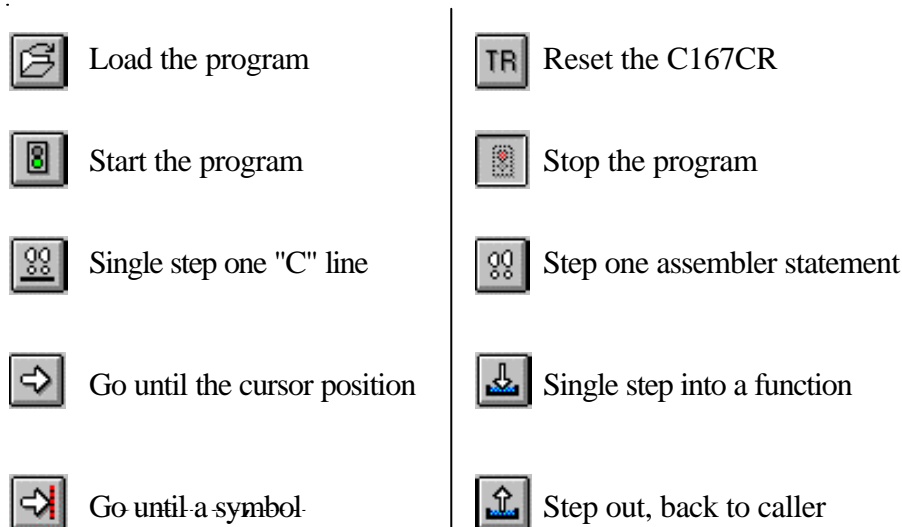 Load the program
Start the program
Single step one "C" line
Go until the cursor position
Go until a symbol
TR Reset the C167CR
Stop the program
Step one assembler statement
Single step into a function
Step out, back to caller